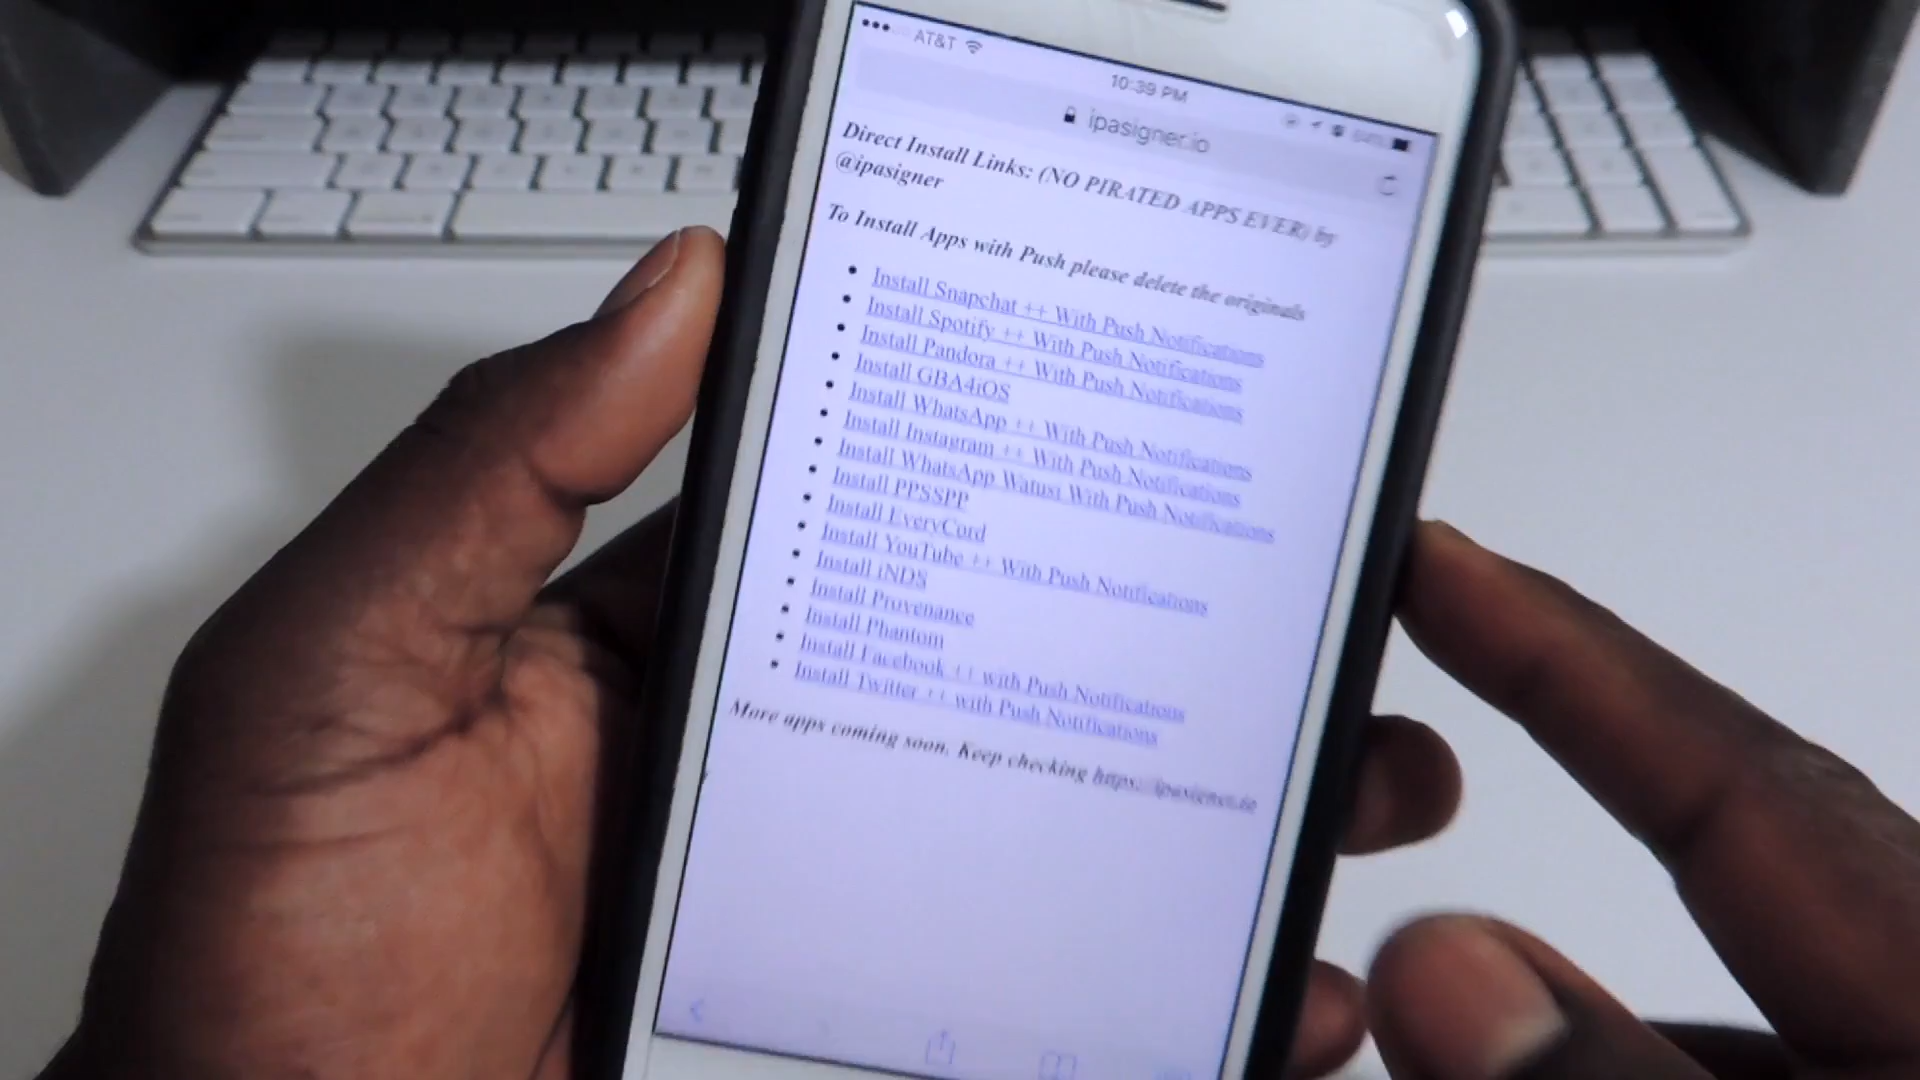 AT&T
10:39 PM
ipasigner.io
Direct Install Links: (NO PIRATED APPS EVER) by
@ipasigner
To Install Apps with Push please delete the originals
Install Snapchat ++ With Push Notifications
Install Spotify ++ With Push Notifications
Install Pandora ++ With Push Notifications
Install GBA4iOS
Install WhatsApp ++ With Push Notifications
Install Instagram ++ With Push Notifications
Install WhatsApp Watusi With Push Notifications
Install PPSSPP
Install EveryCord
Install YouTube ++ With Push Notifications
Install iNDS
Install Provenance
Install Phantom
Install Facebook ++ with Push Notifications
Install Twitter ++ with Push Notifications
More apps coming soon. Keep checking https://ipasigner.io